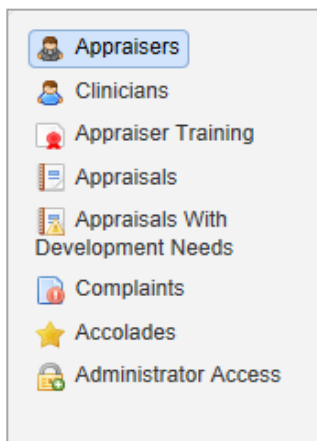 Appraisers
Clinicians
Appraiser Training
Appraisals
Appraisals With
Development Needs
Complaints
Accolades
Administrator Access